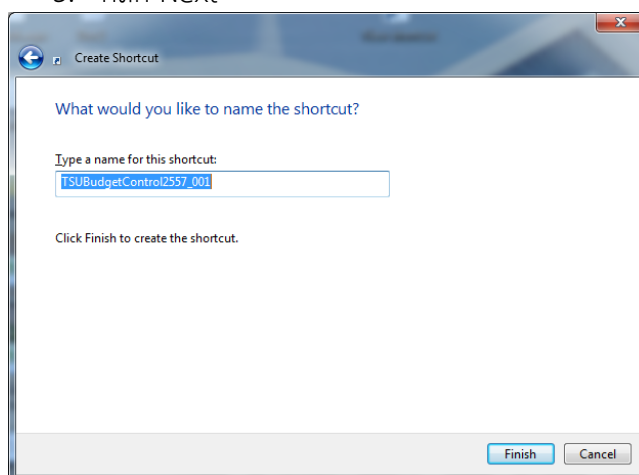 Create Shortcut
What would you like to name the shortcut?
Type a name for this shortcut:
TSUBudgetControl2557_001
Click Finish to create the shortcut.
Finish Cancel